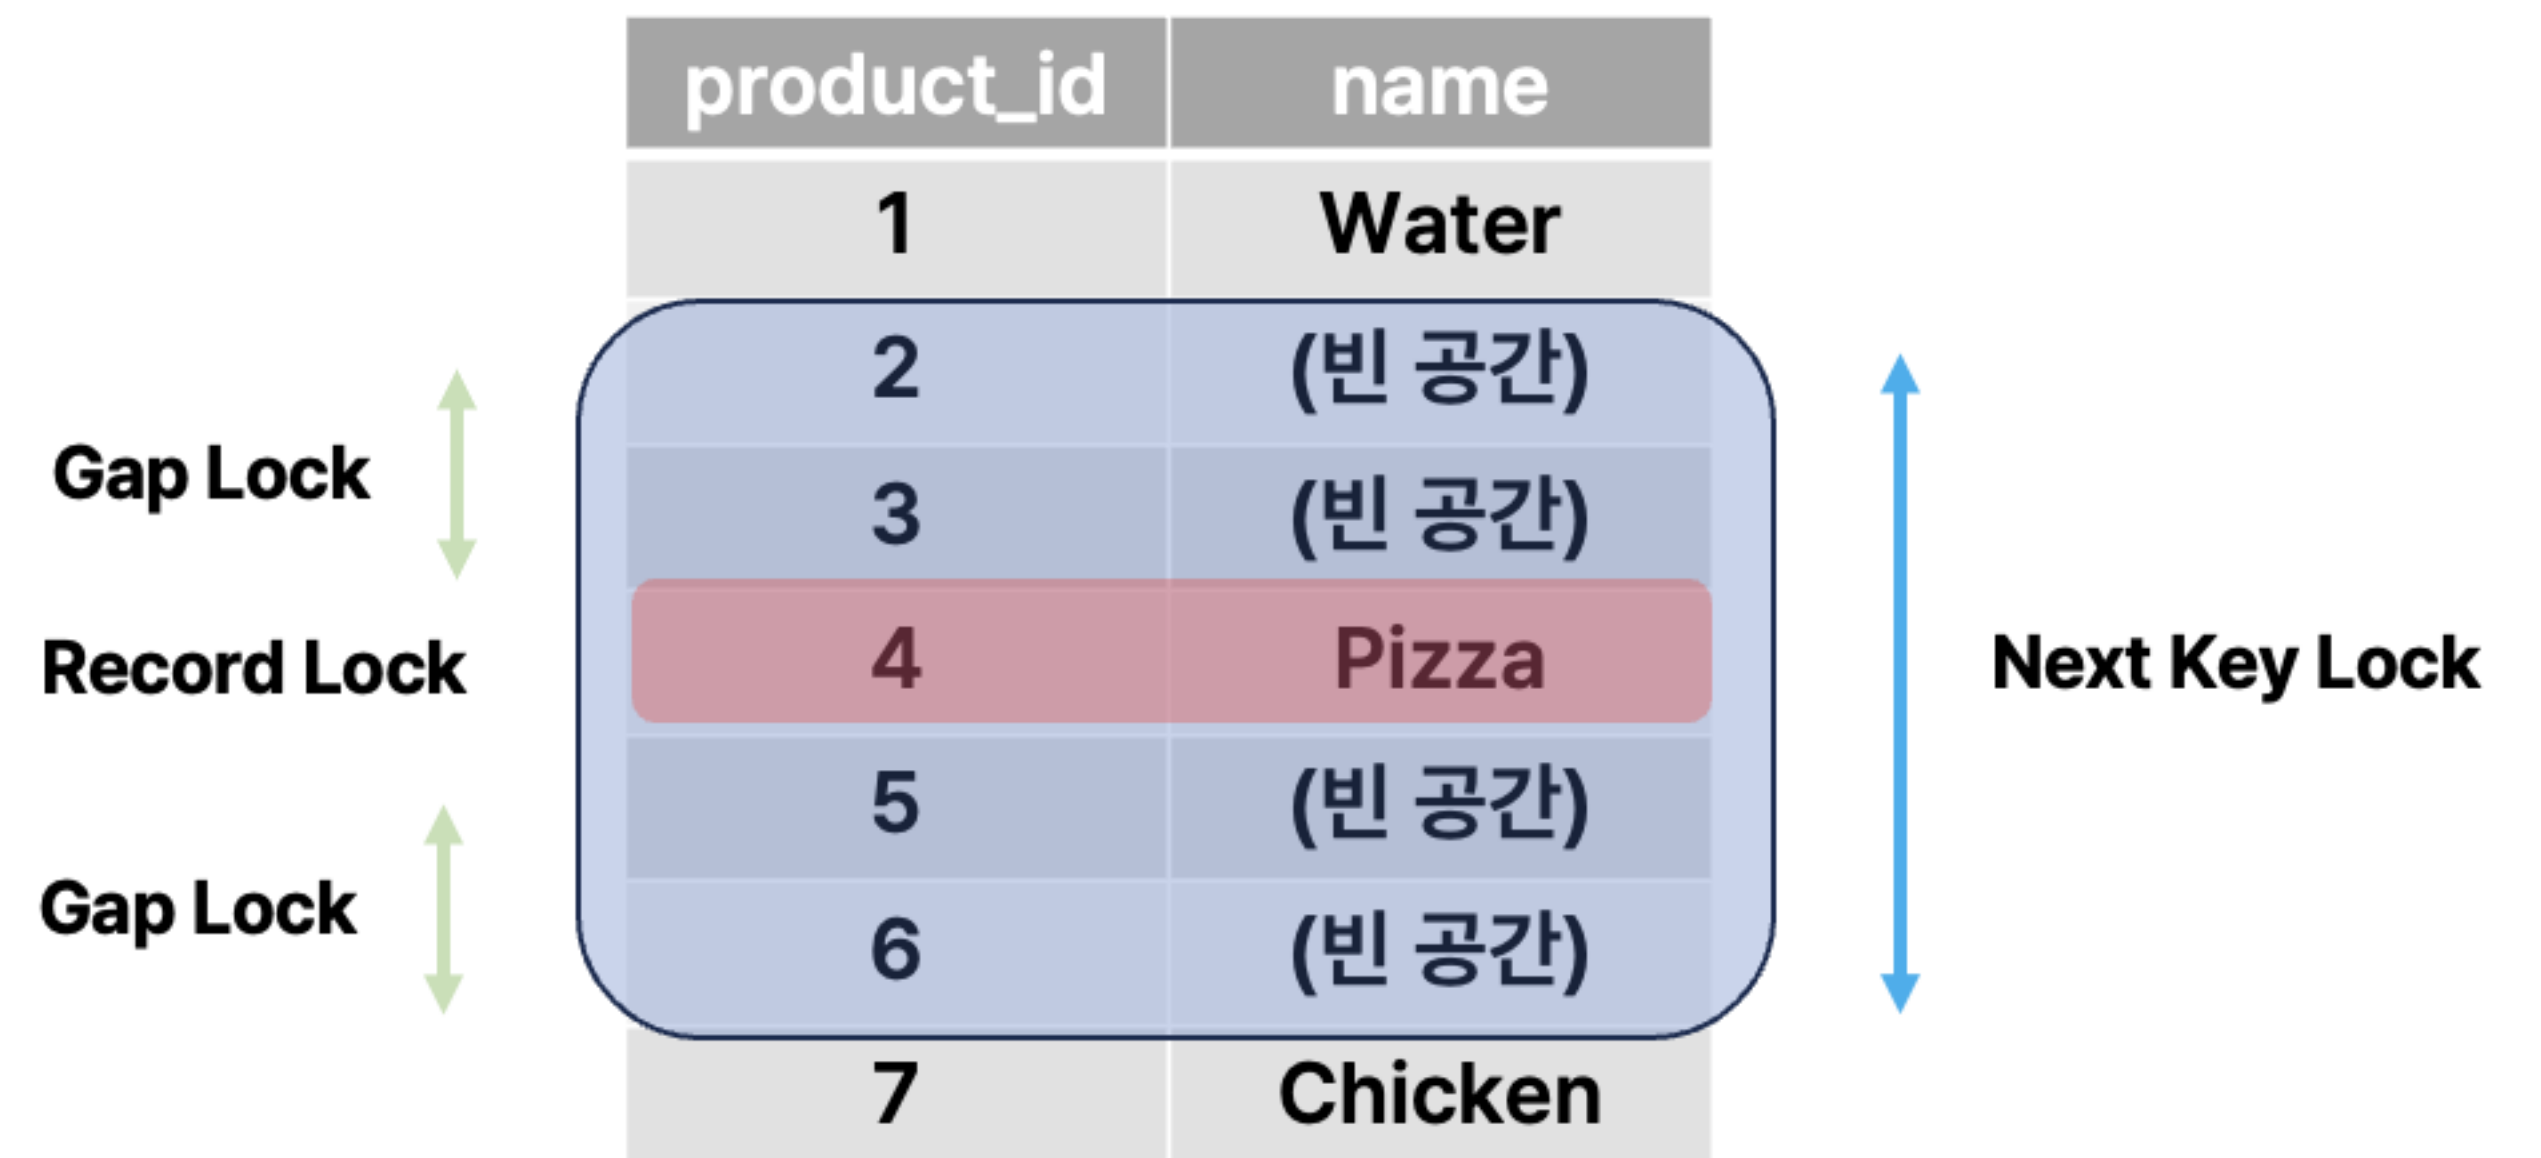 product_id name
1 Water
2 (빈 공간)
Gap Lock
3 (빈 공간)
Record Lock 4 Pizza Next Key Lock
5 (빈 공간)
Gap Lock
6 (빈 공간)
7 Chicken